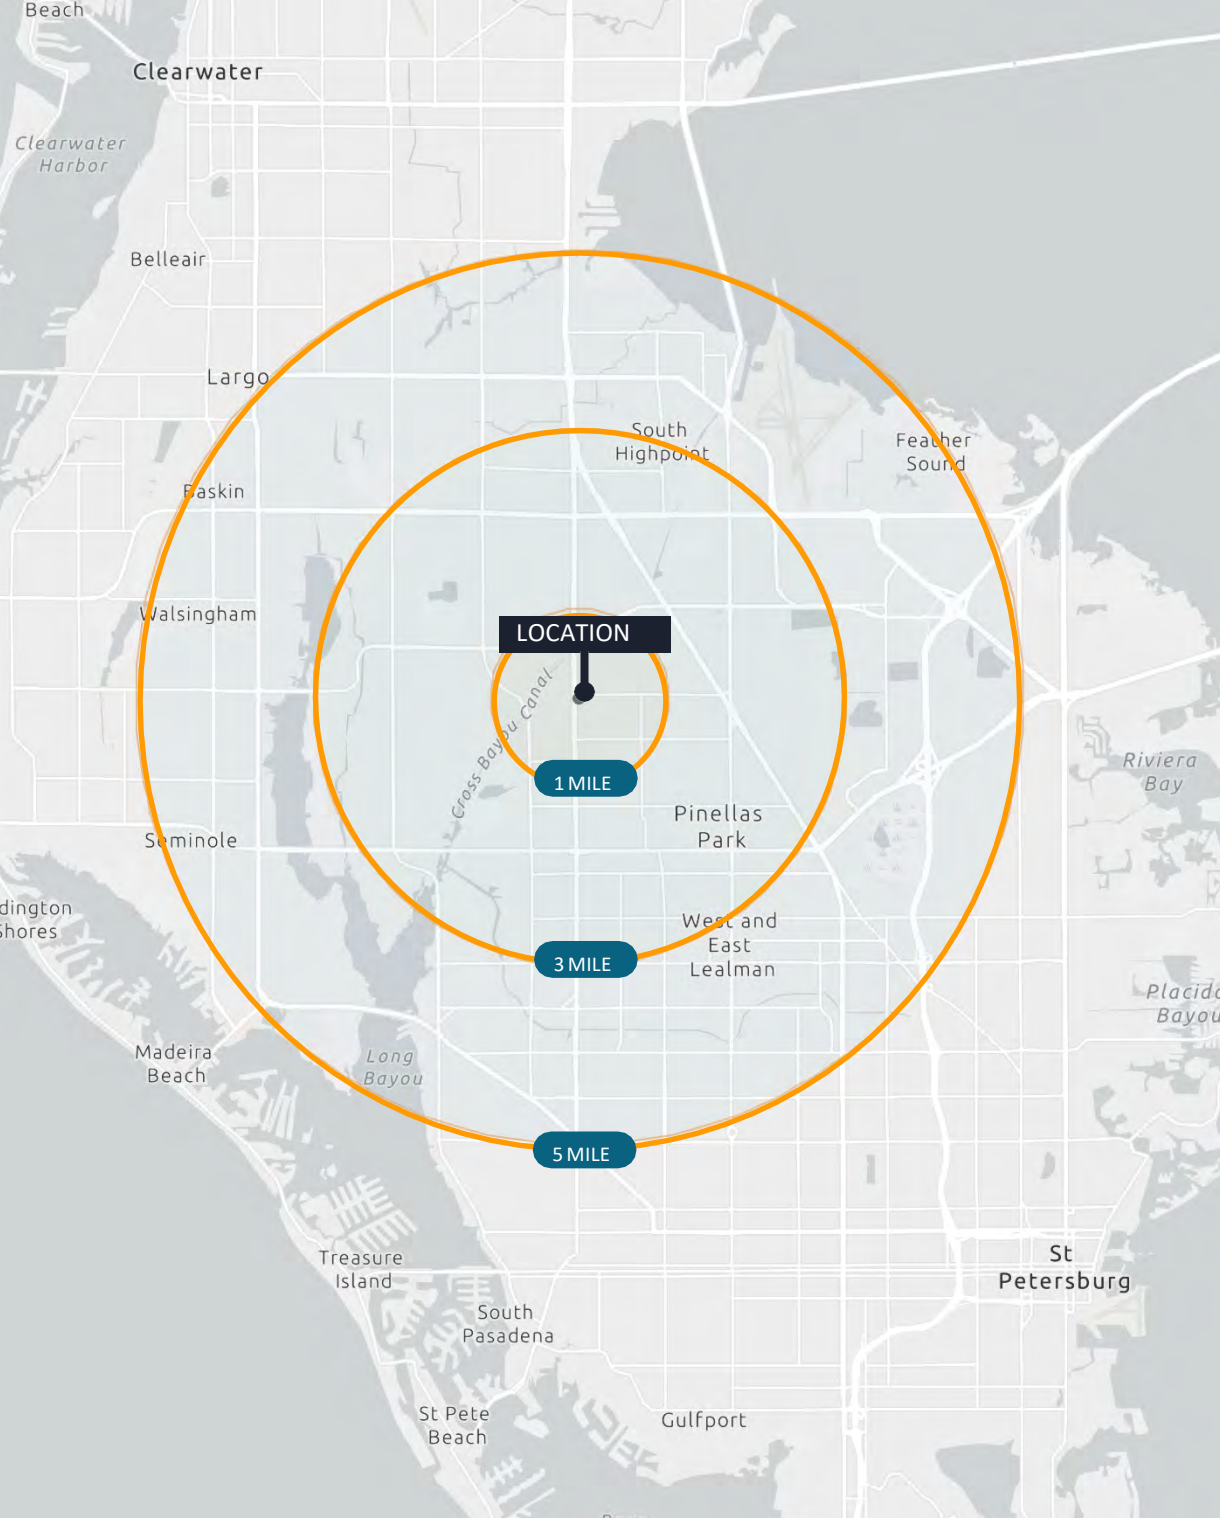 Beach
Clearwater
Clearwater
Harbor
Belleair
Largo
South
Highpoint
Feather
Sound
Baskin
Walsingham
LOCATION
Cross Bayou Canal
1 MILE
Riviera
Bay
Pinellas
Park
Seminole
dington
Shores
West and
East
Lealman
3 MILE
Placido
Bayou
Madeira
Beach
Long
Bayou
5 MILE
Treasure
Island
St
Petersburg
South
Pasadena
St Pete
Beach
Gulfport